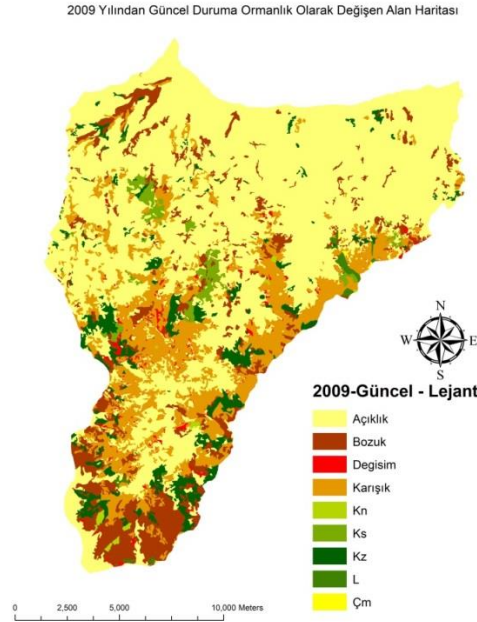 2009 Yılından Güncel Duruma Ormanlık Olarak Değişen Alan Haritası
N
W E
S
2009-Güncel - Lejant
Açıklık
Bozuk
Degisim
Karışık
Kn
Ks
Kz
L
Çm
0 2,500 5,000 10,000 Meters